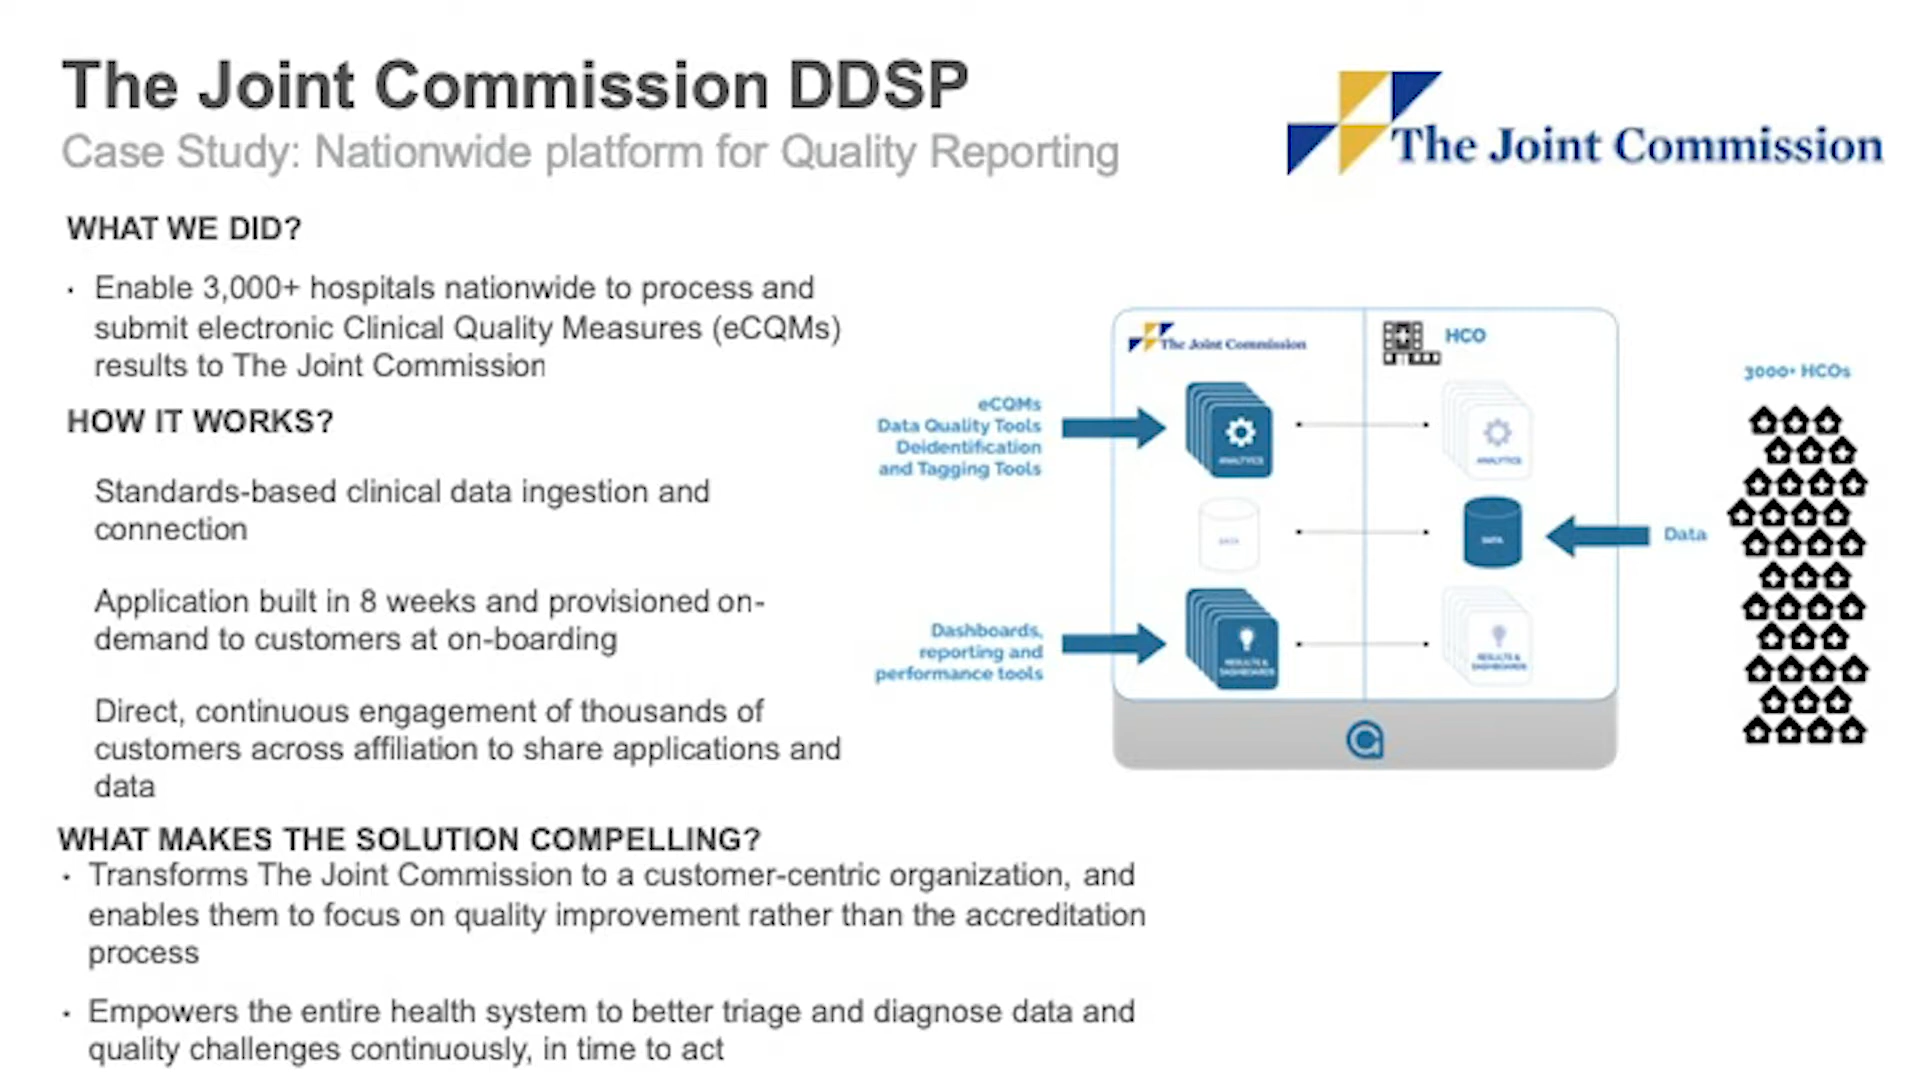 The Joint Commission DDSP
Case Study: Nationwide platform for Quality Reporting
The Joint Commission
WHAT WE DID?
· Enable 3,000+ hospitals nationwide to process and
submit electronic Clinical Quality Measures (eCQMs)
results to The Joint Commission
HOW IT WORKS?
Standards-based clinical data ingestion and
connection
Application built in 8 weeks and provisioned on-
demand to customers at on-boarding
Direct, continuous engagement of thousands of
customers across affiliation to share applications and
data
WHAT MAKES THE SOLUTION COMPELLING?
· Transforms The Joint Commission to a customer-centric organization, and
enables them to focus on quality improvement rather than the accreditation
process
· Empowers the entire health system to better triage and diagnose data and
quality challenges continuously, in time to act
eCQMs
Data Quality Tools
Deidentification
and Tagging Tools
Dashboards,
reporting and
performance tools
The Joint Commission
HCO
ANALYTICS
ANALYTICS
DATA
DATA
RESULTS &
DASHBOARDS
RESULTS &
DASHBOARDS
Data
3000+ HCOs